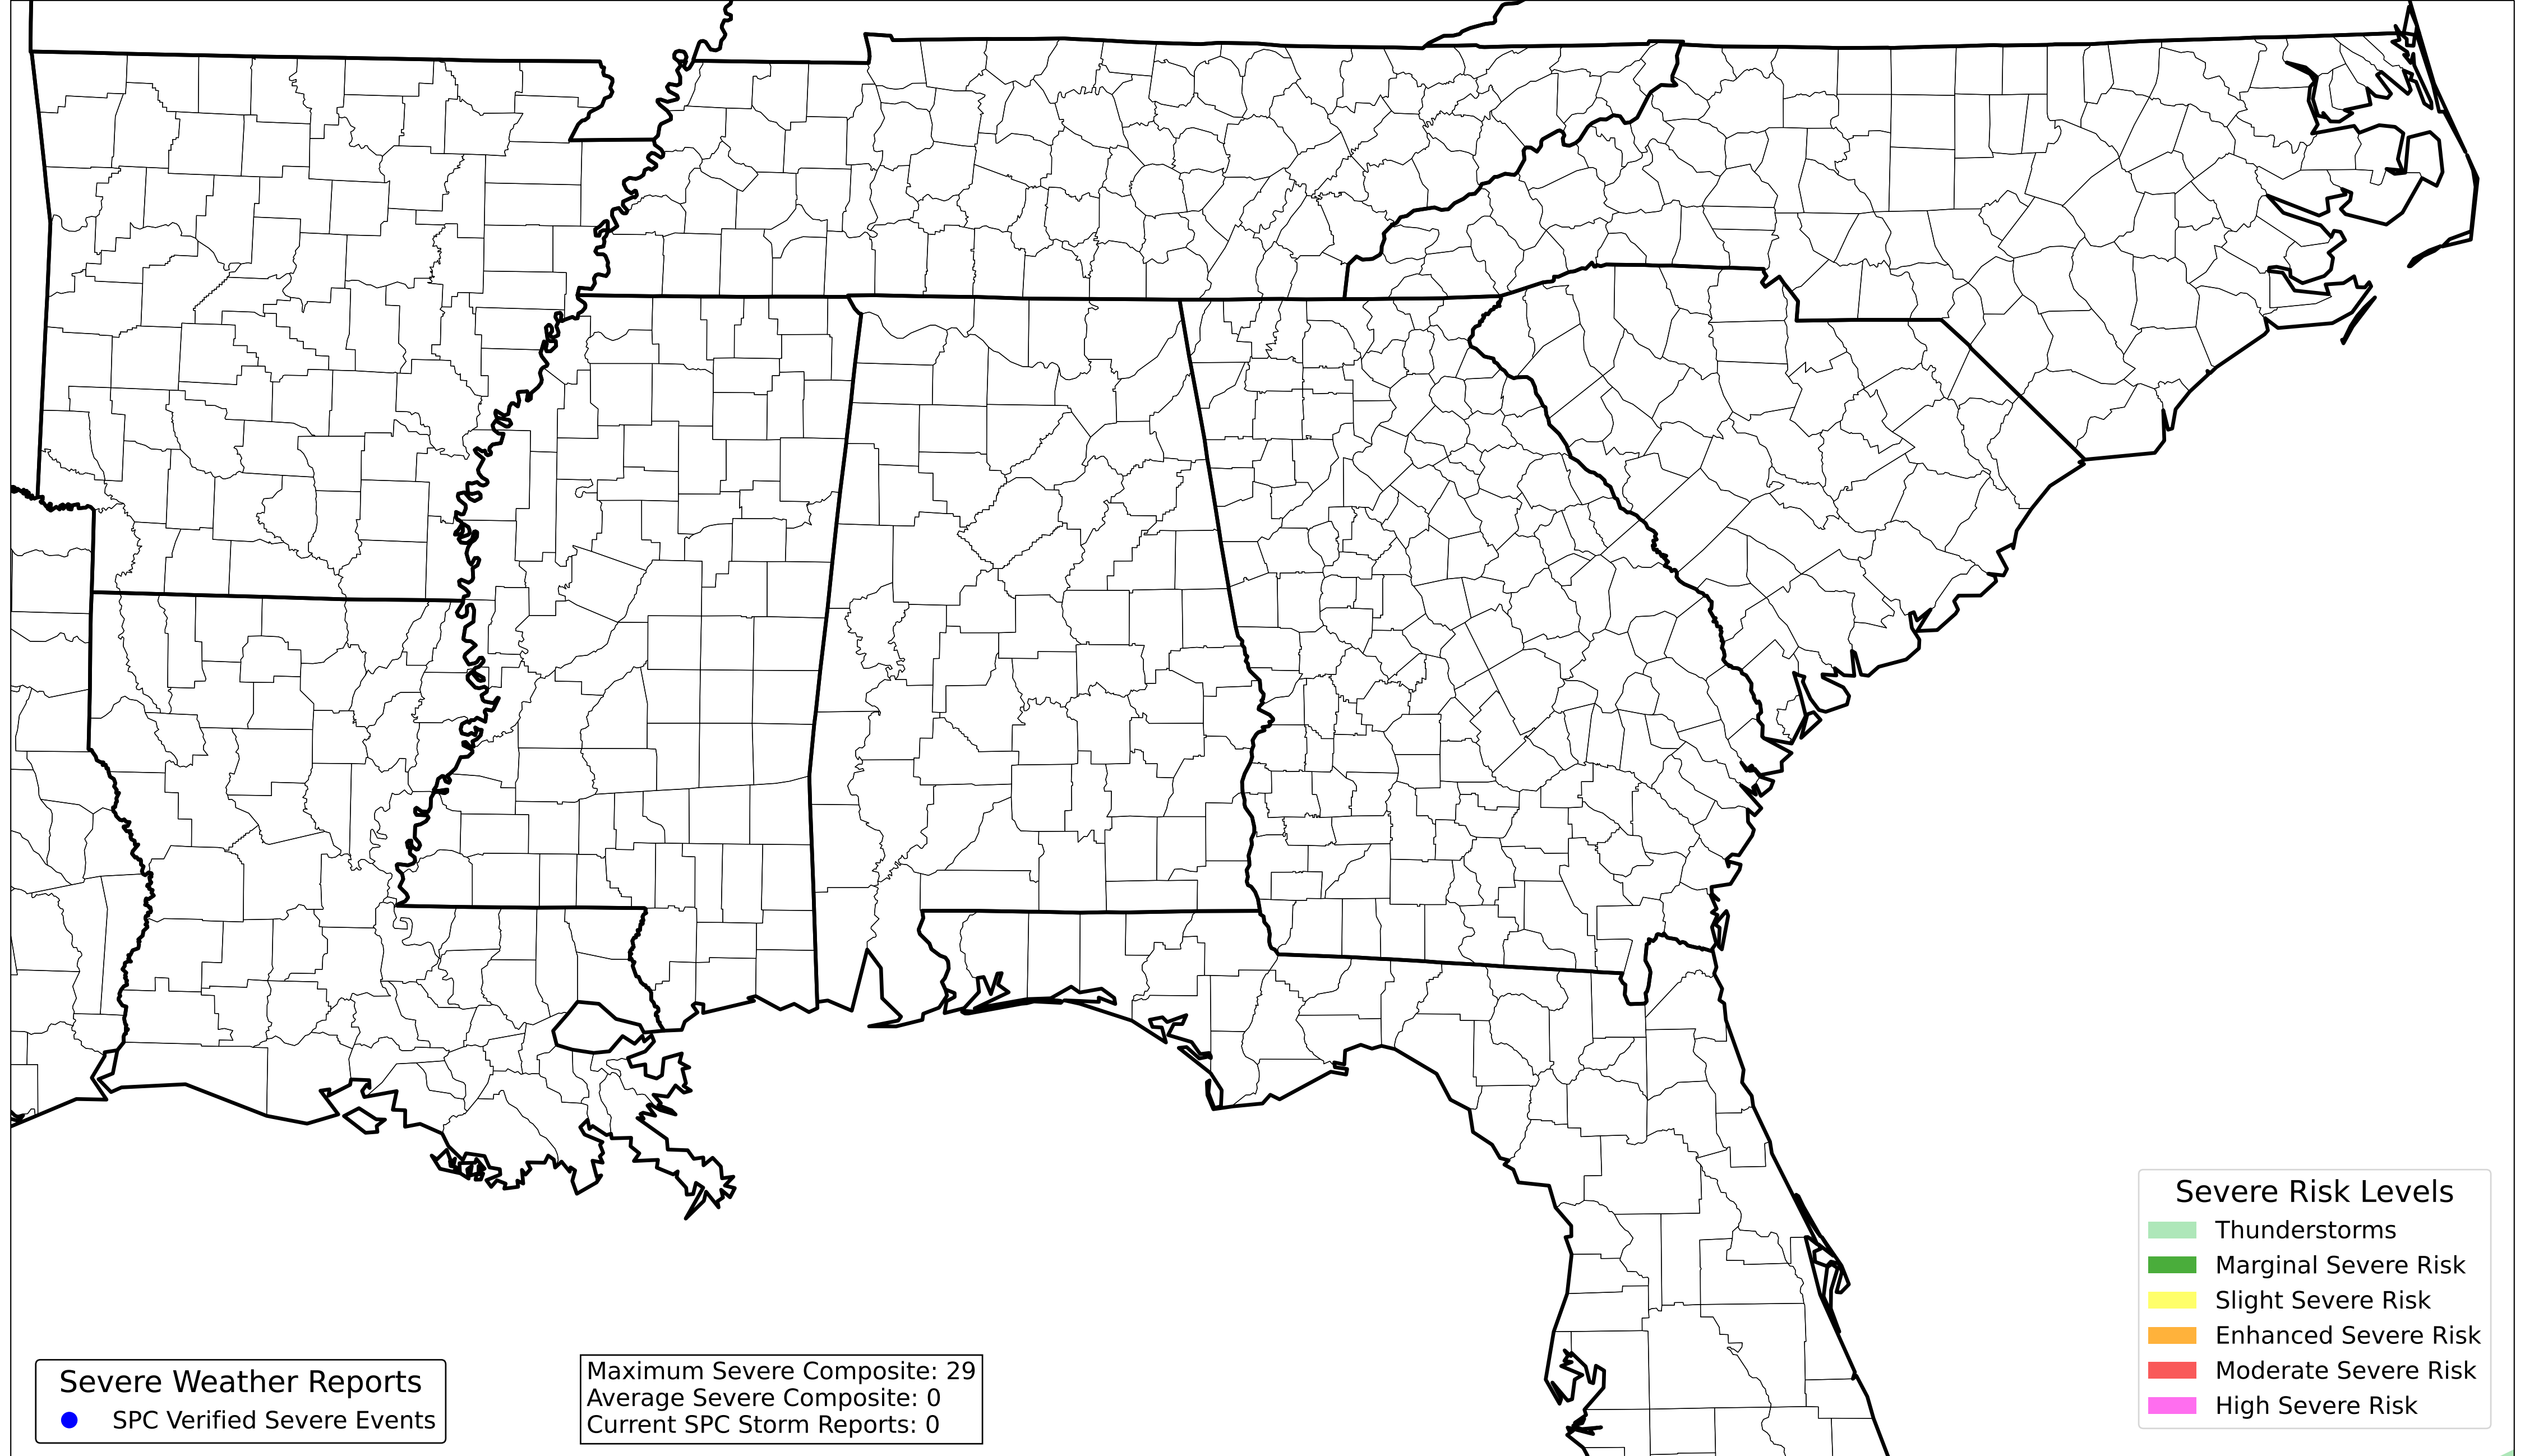 Severe Risk Levels
Thunderstorms
Marginal Severe Risk
Slight Severe Risk
Enhanced Severe Risk
Moderate Severe Risk
High Severe Risk
Severe Weather Reports
SPC Verified Severe Events
Maximum Severe Composite: 29
Average Severe Composite: 0
Current SPC Storm Reports: 0